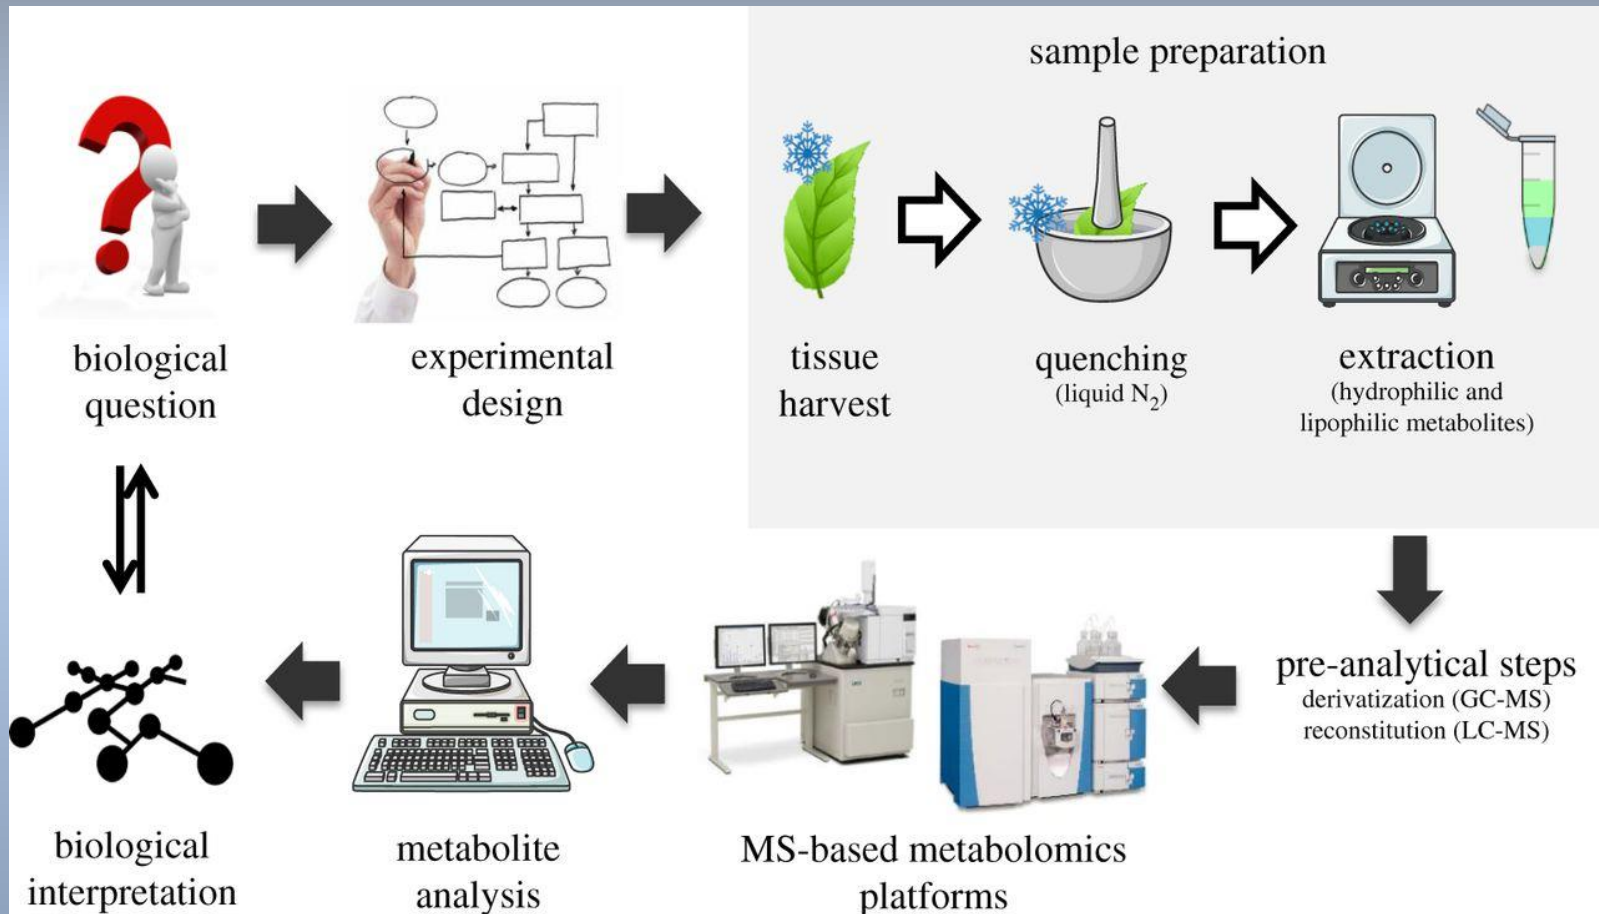 sample preparation
biological
question
experimental
design
tissue
harvest
quenching
(liquid N₂)
extraction
(hydrophilic and
lipophilic metabolites)
pre-analytical steps
derivatization (GC-MS)
reconstitution (LC-MS)
MS-based metabolomics
platforms
metabolite
analysis
biological
interpretation